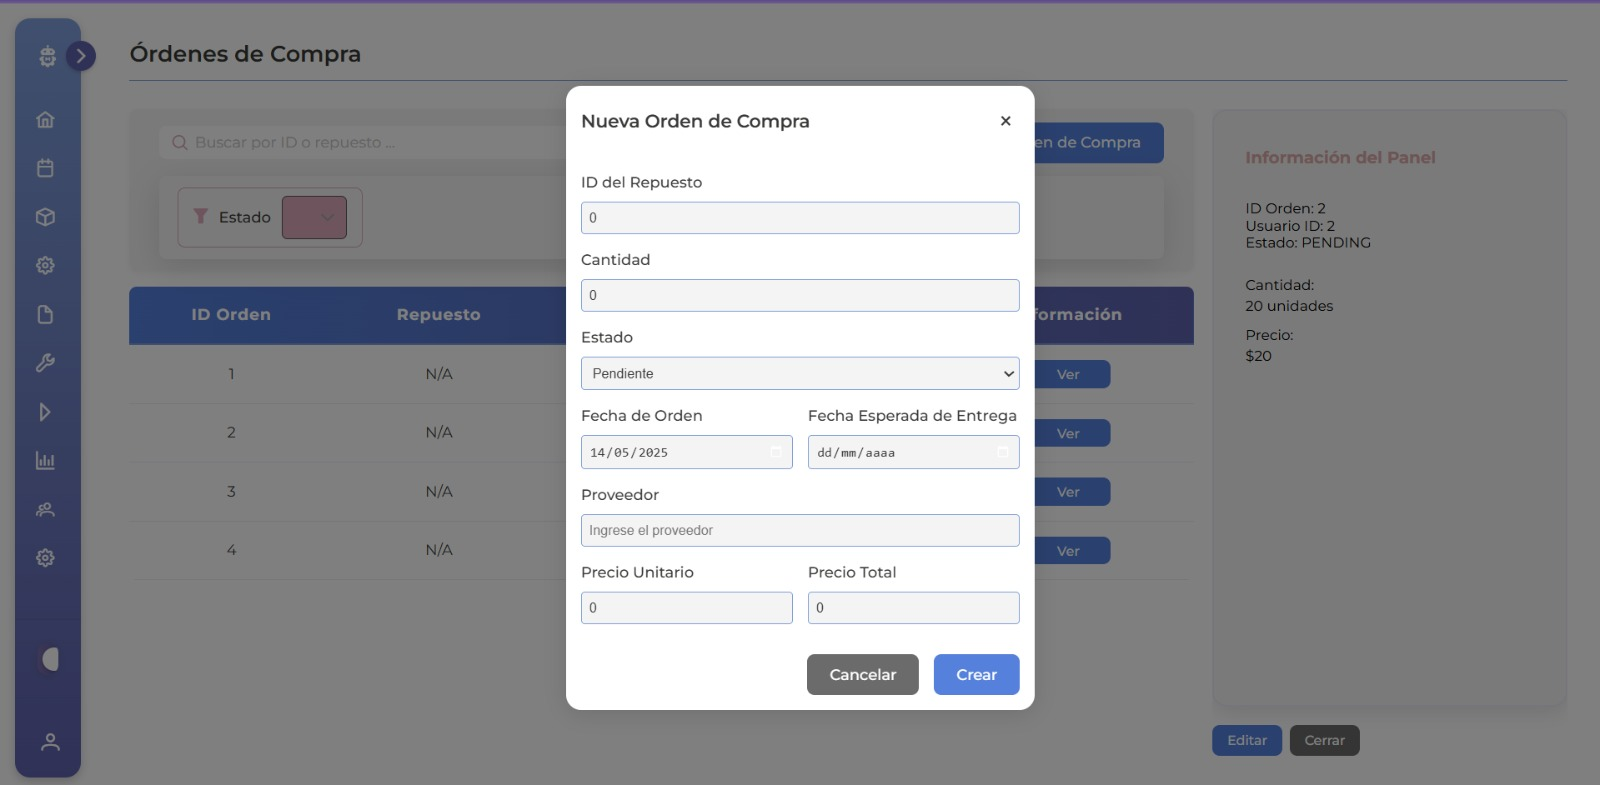 Órdenes de Compra
Buscar por ID o repuesto ...
en de Compra
Estado
ID Orden Repuesto formación
1 N/A Ver
2 N/A Ver
3 N/A Ver
4 N/A Ver
Nueva Orden de Compra ×
ID del Repuesto
0
Cantidad
0
Estado
Pendiente
Fecha de Orden Fecha Esperada de Entrega
14/05/2025 dd/mm/aaaa
Proveedor
Ingrese el proveedor
Precio Unitario Precio Total
0 0
Cancelar Crear
Información del Panel
ID Orden: 2
Usuario ID: 2
Estado: PENDING
Cantidad:
20 unidades
Precio:
$20
Editar Cerrar